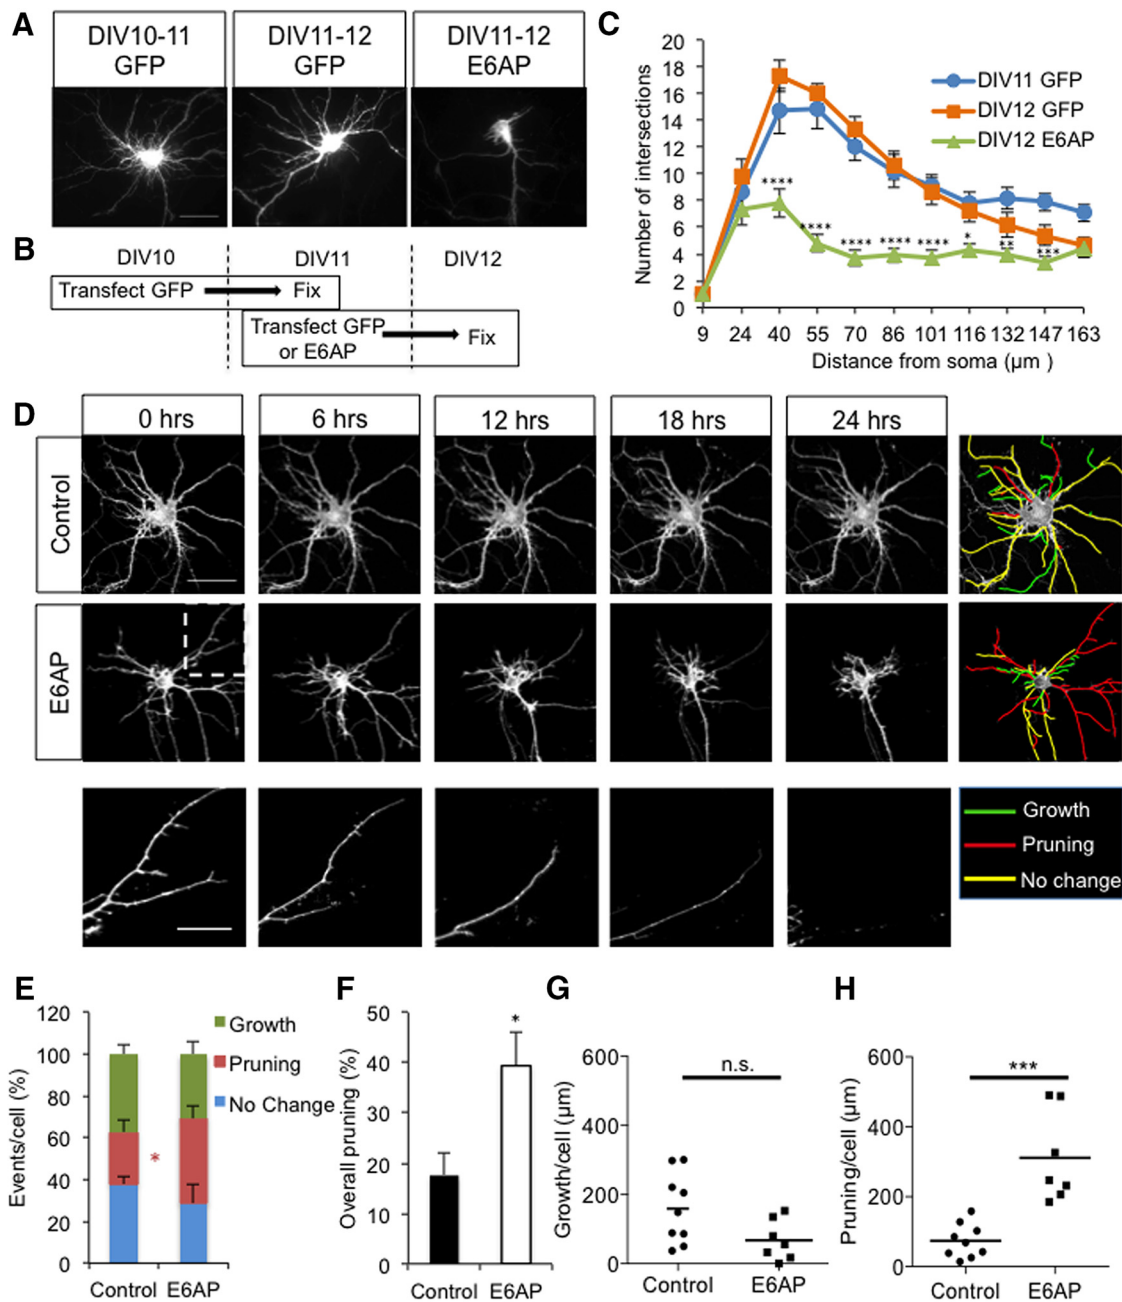 A
DIV10-11
GFP
DIV11-12
GFP
DIV11-12
E6AP
B
DIV10
DIV11
DIV12
Transfect GFP
Fix
Transfect GFP
or E6AP
Fix
C
Number of intersections
20
18
16
14
12
10
8
6
4
2
0
DIV11 GFP
DIV12 GFP
DIV12 E6AP
****
****
****
****
****
*
**
***
9 24 40 55 70 86 101 116 132 147 163
Distance from soma (µm )
D
0 hrs
6 hrs
12 hrs
18 hrs
24 hrs
Control
E6AP
Growth
Pruning
No change
E
Events/cell (%)
120
100
80
60
40
20
0
*
Growth
Pruning
No Change
Control E6AP
F
Overall pruning (%)
50
40
30
20
10
0
*
Control E6AP
G
Growth/cell (µm)
600
400
200
0
n.s.
Control E6AP
H
Pruning/cell (µm)
600
400
200
0
***
Control E6AP